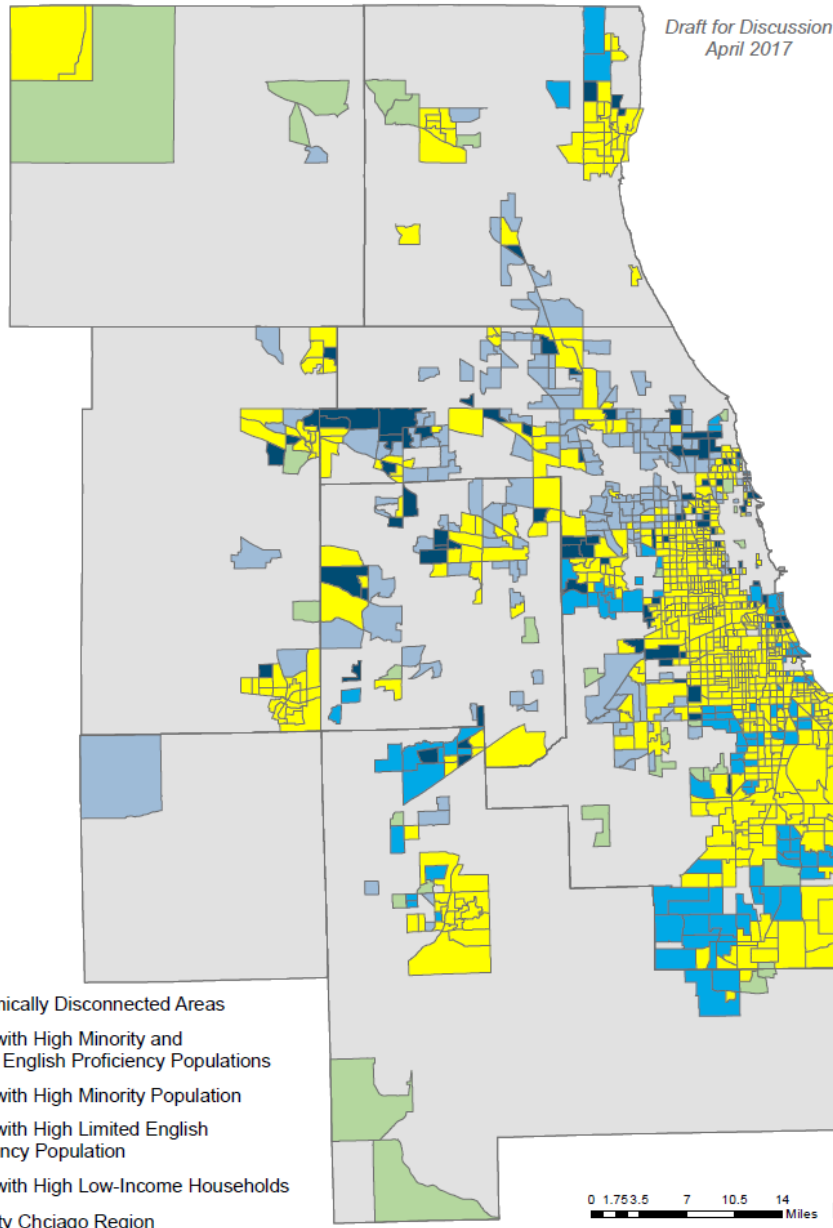 Draft for Discussion
April 2017
nically Disconnected Areas
with High Minority and
English Proficiency Populations
with High Minority Population
with High Limited English
ncy Population
with High Low-Income Households
ty Chciago Region
0 1.75 3.5 7 10.5 14
Miles